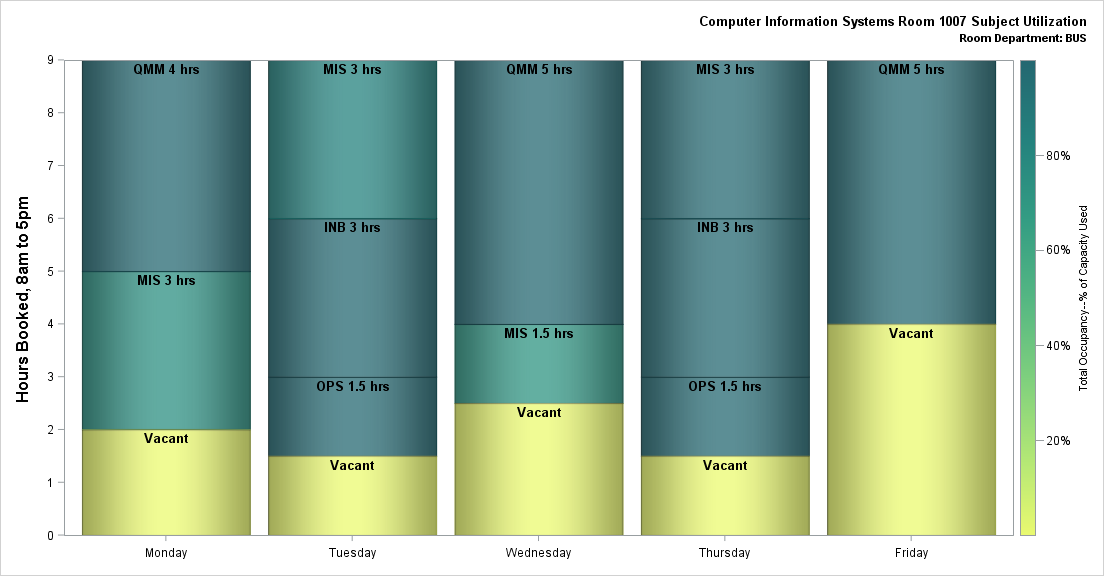 Computer Information Systems Room 1007 Subject Utilization
Room Department: BUS
Hours Booked, 8am to 5pm
9
8
7
6
5
4
3
2
1
0
QMM 4 hrs
MIS 3 hrs
Vacant
MIS 3 hrs
INB 3 hrs
OPS 1.5 hrs
Vacant
QMM 5 hrs
MIS 1.5 hrs
Vacant
MIS 3 hrs
INB 3 hrs
OPS 1.5 hrs
Vacant
QMM 5 hrs
Vacant
Monday
Tuesday
Wednesday
Thursday
Friday
80%
60%
40%
20%
Total Occupancy--% of Capacity Used